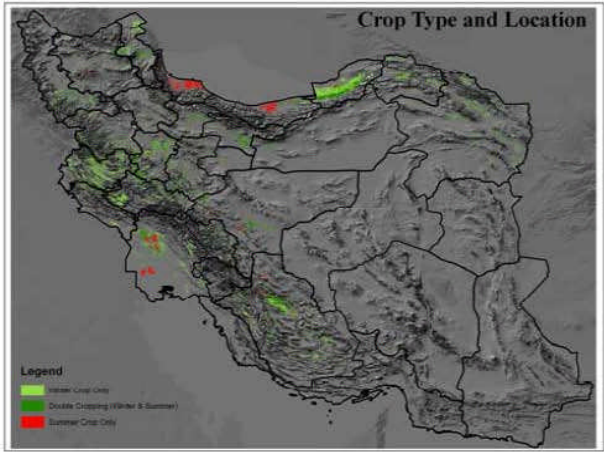 Crop Type and Location
Legend
Winter Crop Only
Double Cropping (Winter & Summer)
Summer Crop Only